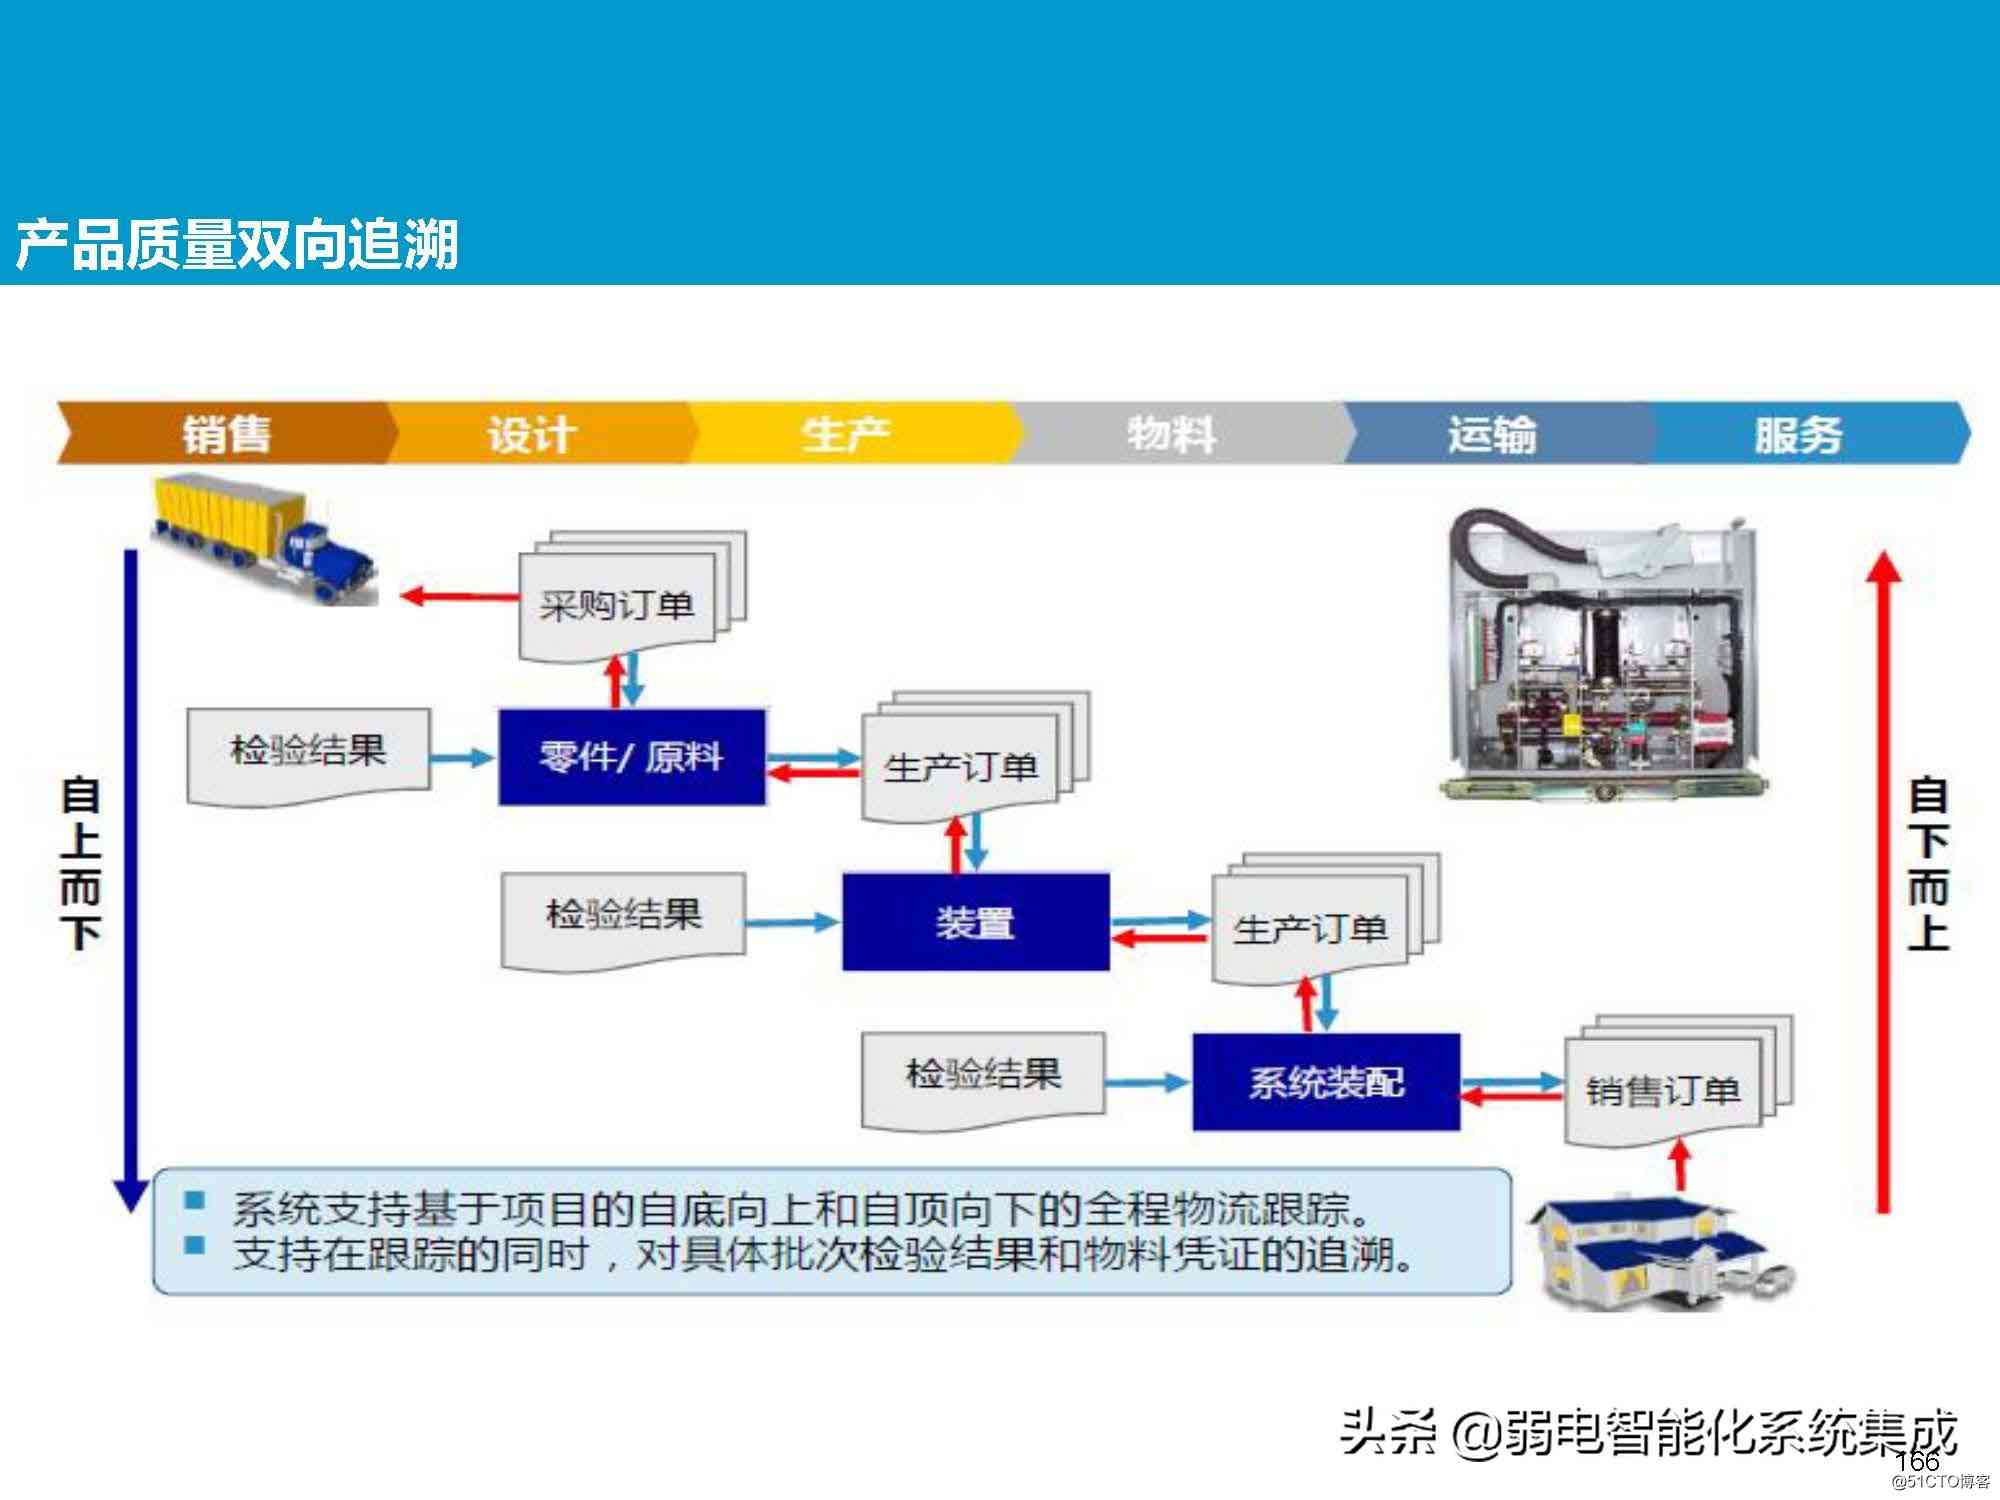 产品质量双向追溯
销售
设计
生产
物料
运输
服务
采购订单
检验结果
零件/ 原料
生产订单
检验结果
装置
生产订单
检验结果
系统装配
销售订单
自上而下
自下而上
系统支持基于项目的自底向上和自顶向下的全程物流跟踪。
支持在跟踪的同时，对具体批次检验结果和物料凭证的追溯。
头条 @弱电智能化系统集成
166
@51CTO博客